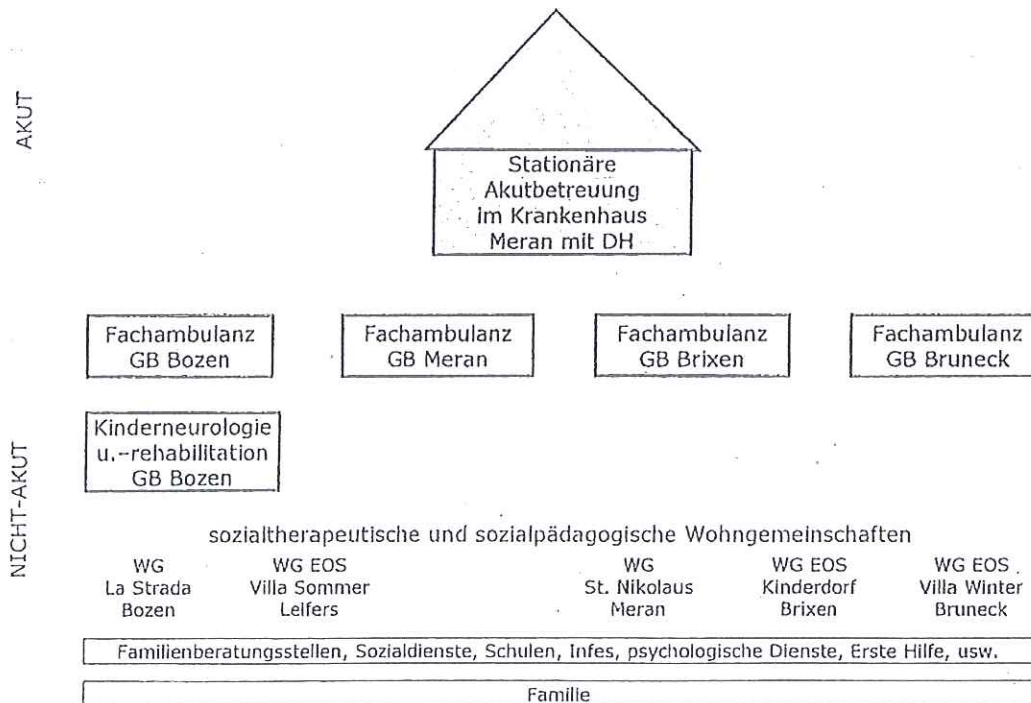 AKUT
Stationäre
Akutbetreuung
im Krankenhaus
Meran mit DH
Fachambulanz
GB Bozen
Fachambulanz
GB Meran
Fachambulanz
GB Brixen
Fachambulanz
GB Bruneck
Kinderneurologie
u.-rehabilitation
GB Bozen
NICHT-AKUT
sozialtherapeutische und sozialpädagogische Wohngemeinschaften
WG
La Strada
Bozen
WG EOS
Villa Sommer
Leifers
WG
St. Nikolaus
Meran
WG EOS
Kinderdorf
Brixen
WG EOS
Villa Winter
Bruneck
Familienberatungsstellen, Sozialdienste, Schulen, Infes, psychologische Dienste, Erste Hilfe, usw.
Familie